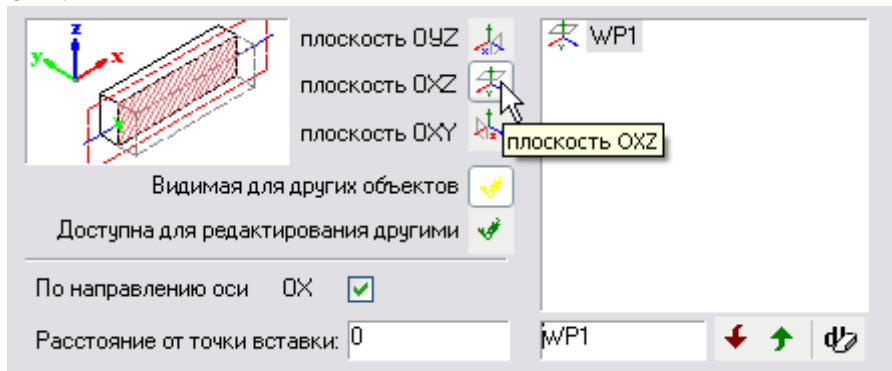 z
y x
плоскость OYZ
плоскость OXZ
плоскость OXY
Видимая для других объектов
Доступна для редактирования другими
По направлению оси OX
Расстояние от точки вставки: 0
WP1
плоскость OXZ
WP1